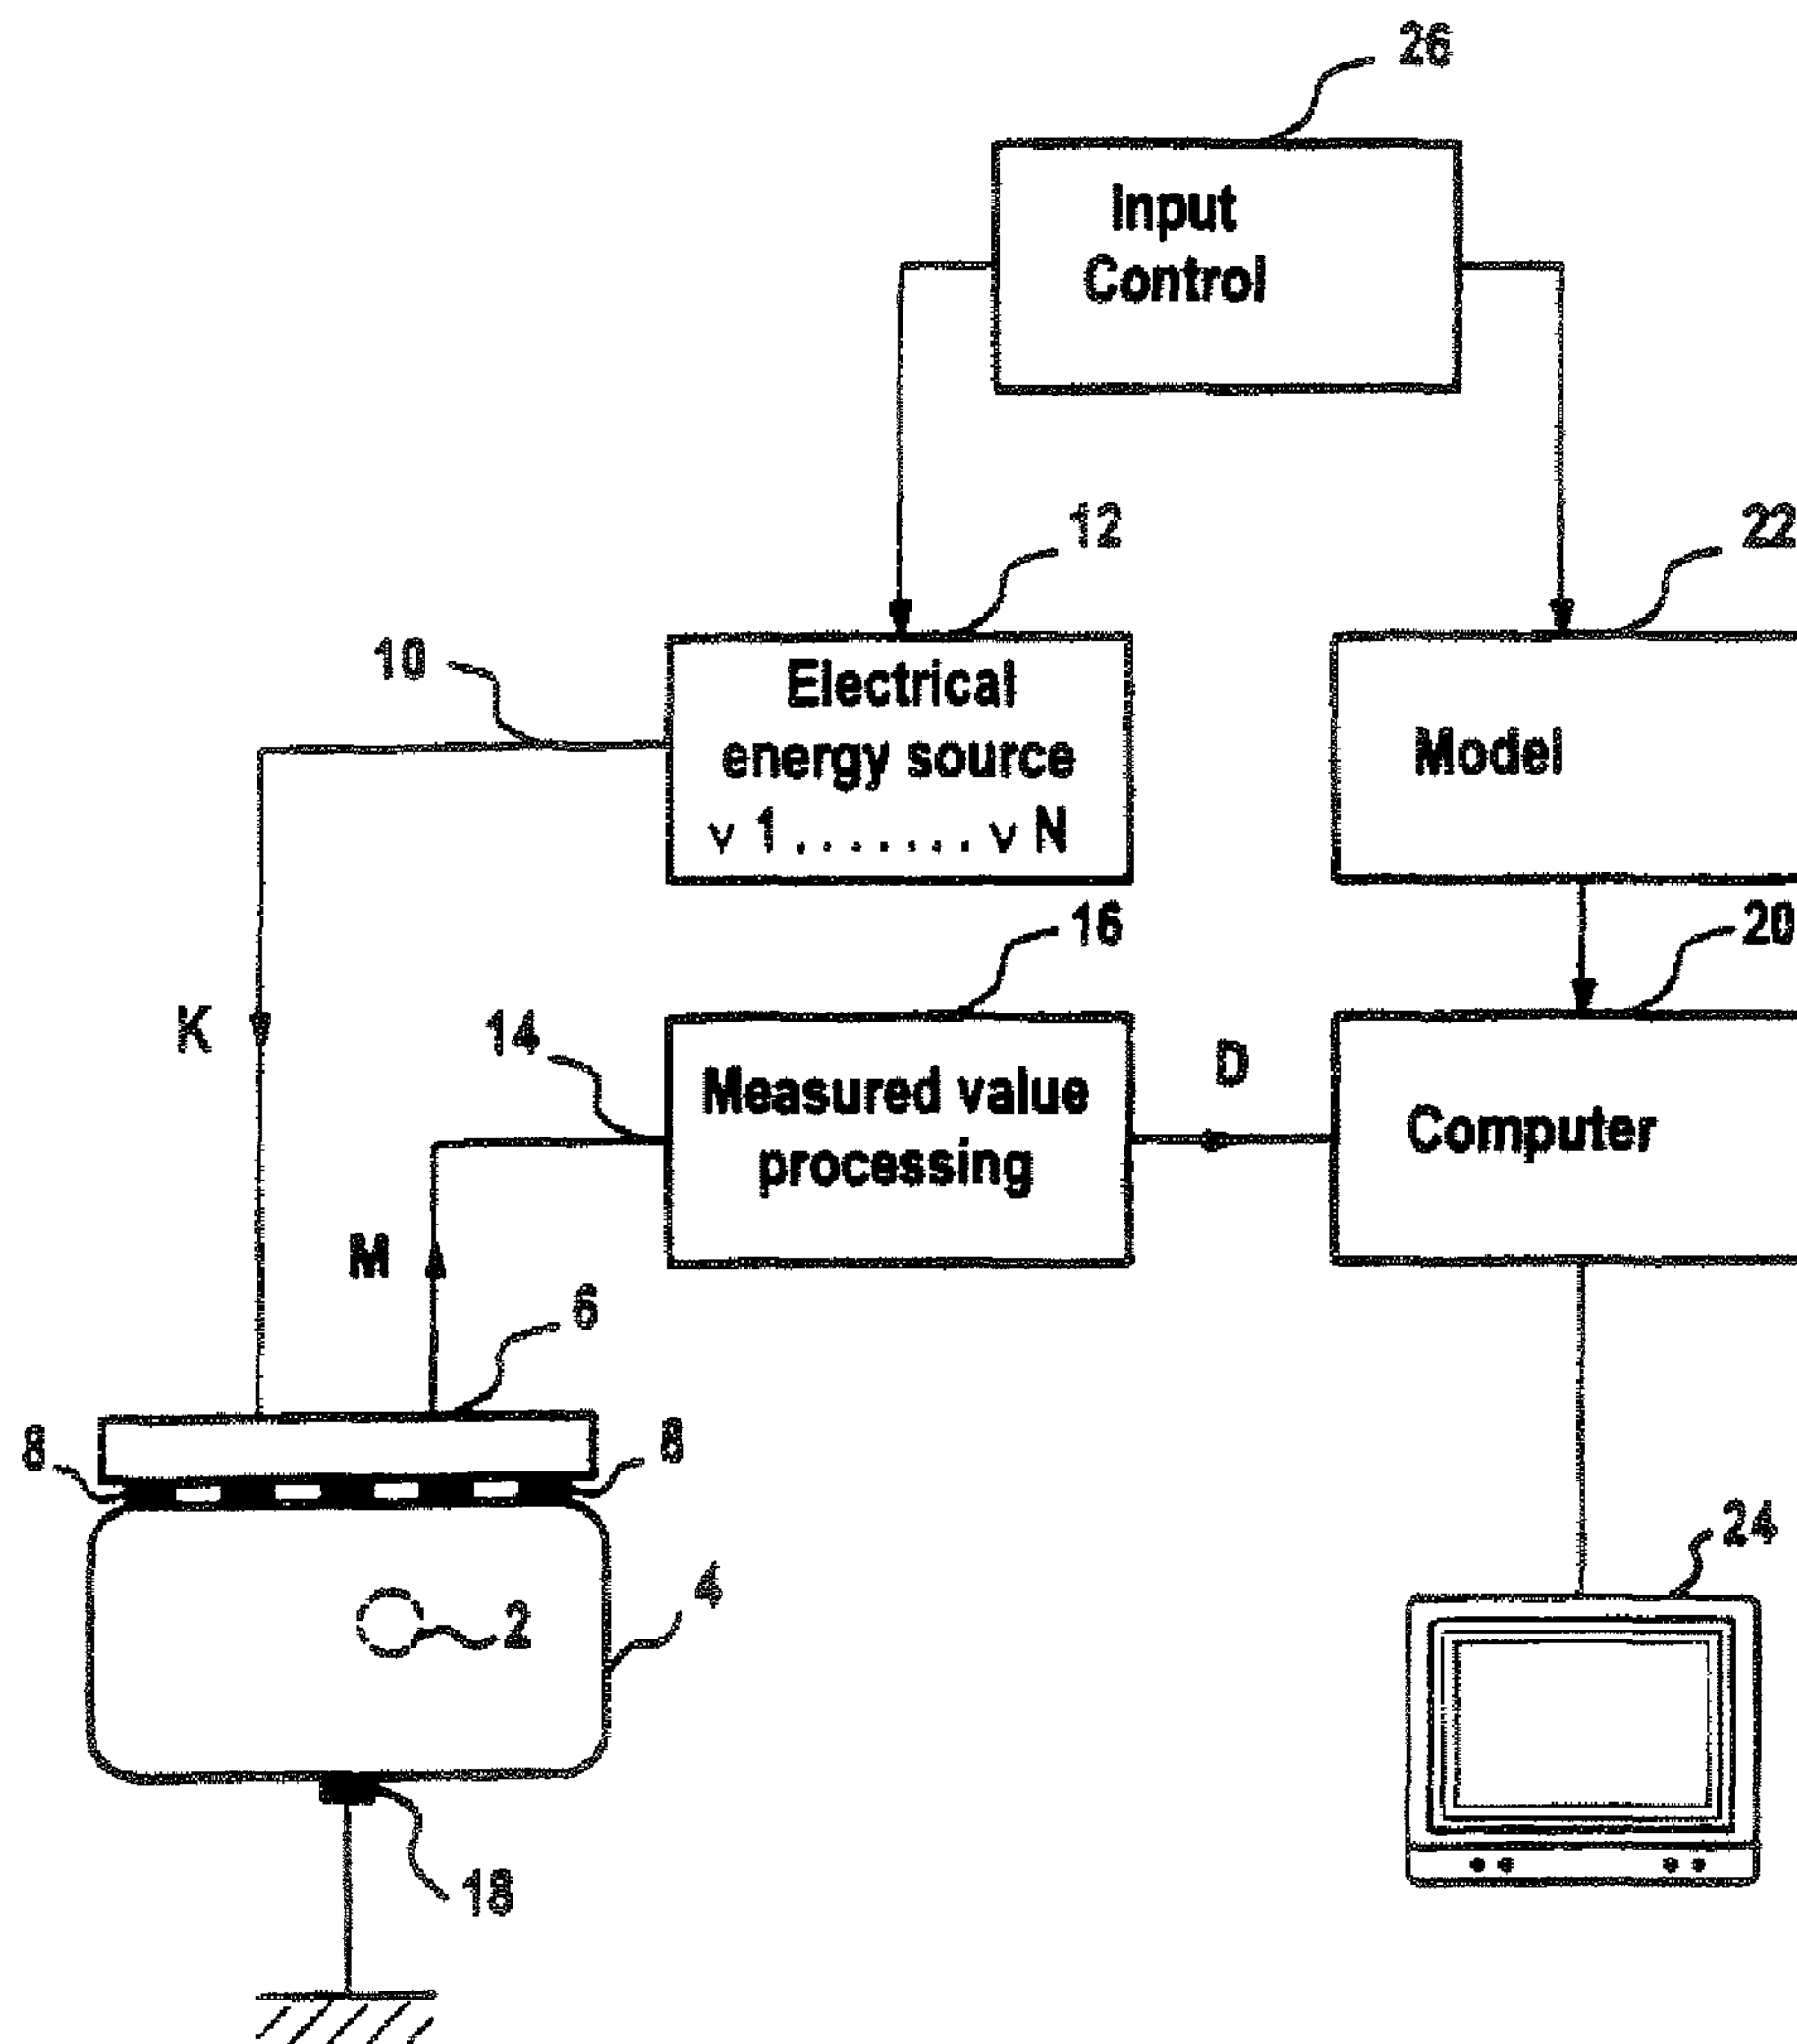 26
Input
Control
12
22
10
Electrical
energy source
ν 1 ....... ν N
Model
16
20
K
14
Measured value
processing
D
Computer
M
6
8
8
24
4
2
18